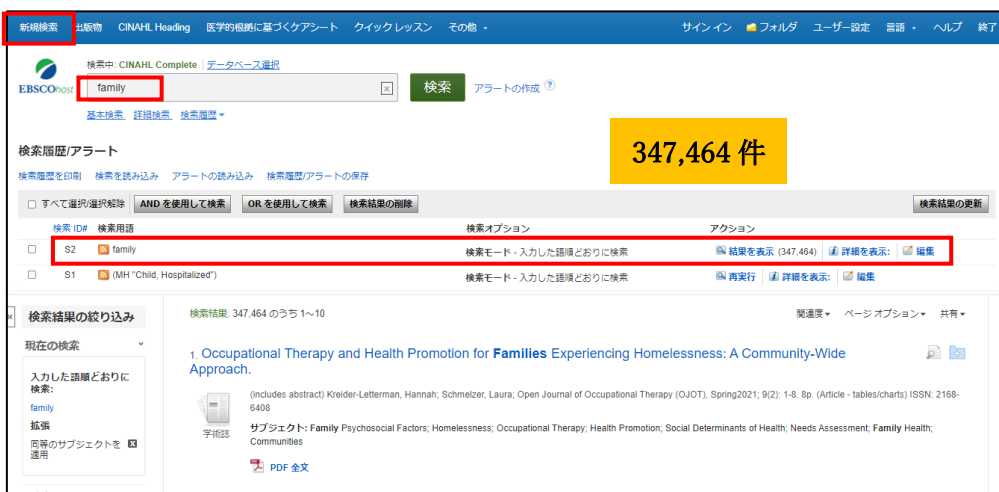 新規検索 出版物 CINAHL Heading 医学的根拠に基づくケアシート クイック レッスン その他 サイン イン フォルダ ユーザー設定 言語 ヘルプ 終了
検索中: CINAHL Complete | データベース選択
EBSCOhost family 検索 アラートの作成 ?
基本検索 詳細検索 検索履歴
347,464 件
検索履歴/アラート
検索履歴を印刷 検索を読み込み アラートの読み込み 検索履歴/アラートの保存
すべて選択/選択解除 AND を使用して検索 OR を使用して検索 検索結果の削除 検索結果の更新
検索 ID# 検索用語 検索オプション アクション
S2 family 検索モード - 入力した語順どおりに検索 結果を表示 (347,464) 詳細を表示: 編集
S1 (MH "Child, Hospitalized") 検索モード - 入力した語順どおりに検索 再実行 詳細を表示: 編集
« 検索結果の絞り込み 検索結果: 347,464 のうち 1~10 関連度 ページ オプション 共有
現在の検索
入力した語順どおりに
検索:
family
拡張
同等のサブジェクトを
適用
1. Occupational Therapy and Health Promotion for Families Experiencing Homelessness: A Community-Wide
Approach.
学術誌
(includes abstract) Kreider-Letterman, Hannah; Schmelzer, Laura; Open Journal of Occupational Therapy (OJOT), Spring2021; 9(2): 1-8. 8p. (Article - tables/charts) ISSN: 2168-
6408
サブジェクト: Family Psychosocial Factors; Homelessness; Occupational Therapy; Health Promotion; Social Determinants of Health; Needs Assessment; Family Health;
Communities
PDF 全文